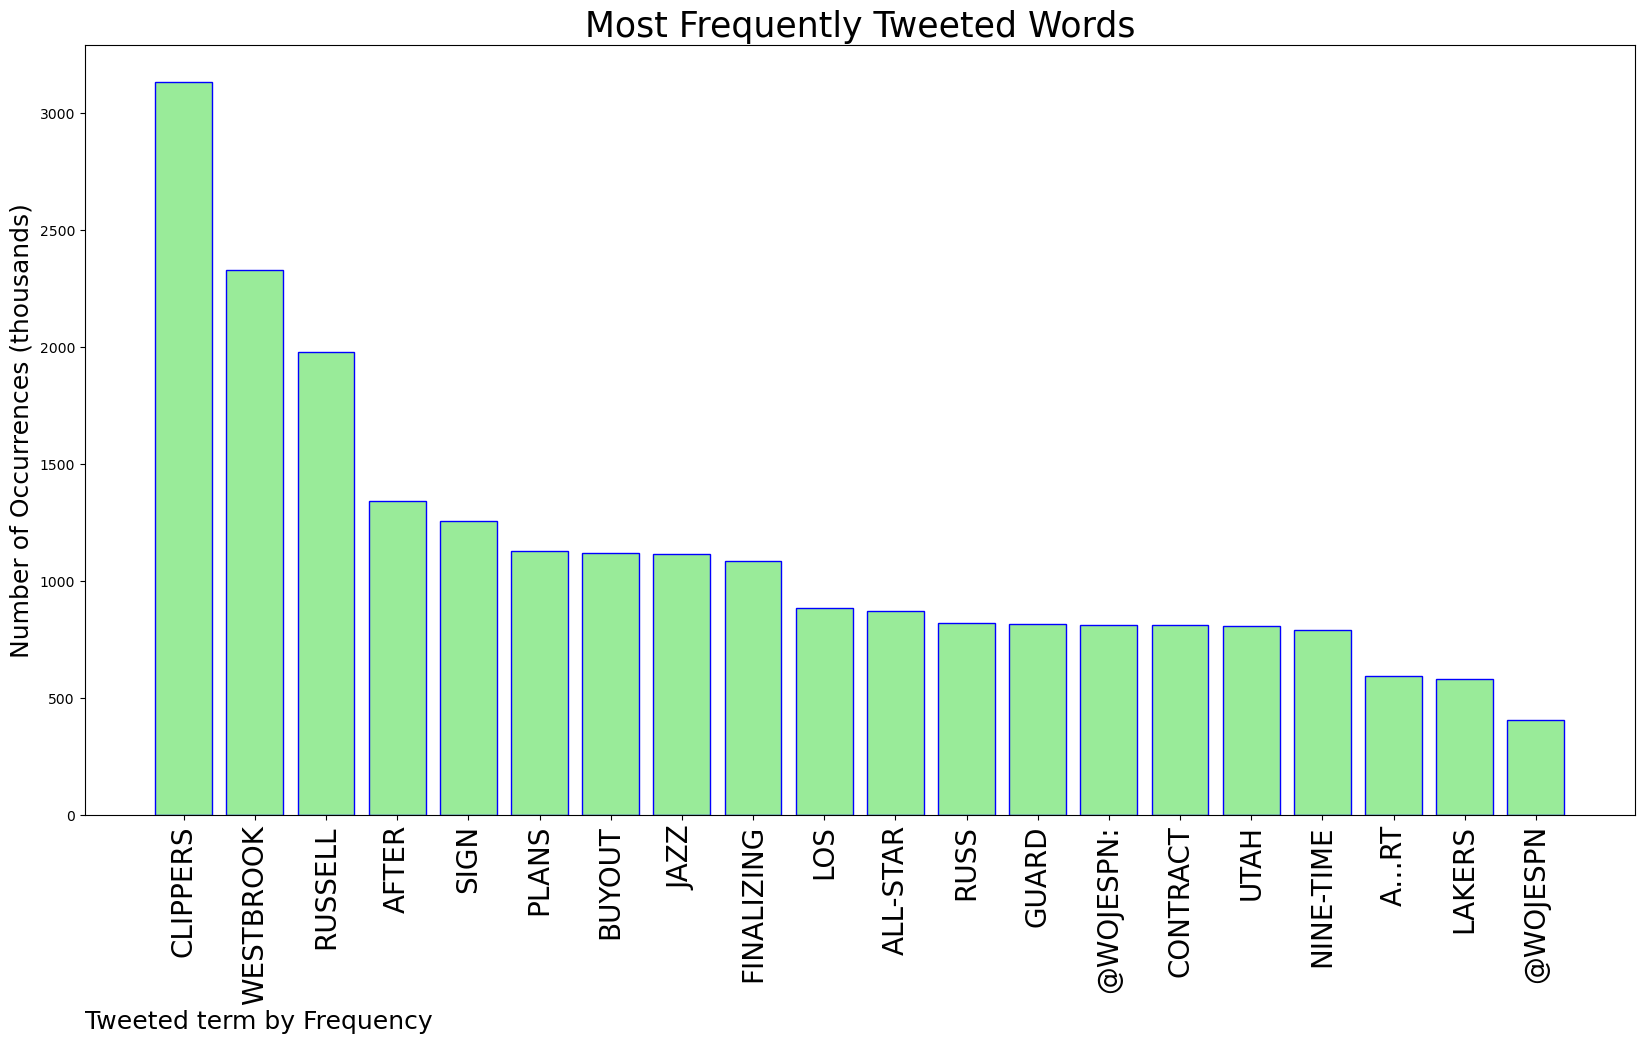 Most Frequently Tweeted Words
Number of Occurrences (thousands)
3000
2500
2000
1500
1000
500
0
CLIPPERS
WESTBROOK
RUSSELL
AFTER
SIGN
PLANS
BUYOUT
JAZZ
FINALIZING
LOS
ALL-STAR
RUSS
GUARD
@WOJESPN:
CONTRACT
UTAH
NINE-TIME
A…RT
LAKERS
@WOJESPN
Tweeted term by Frequency